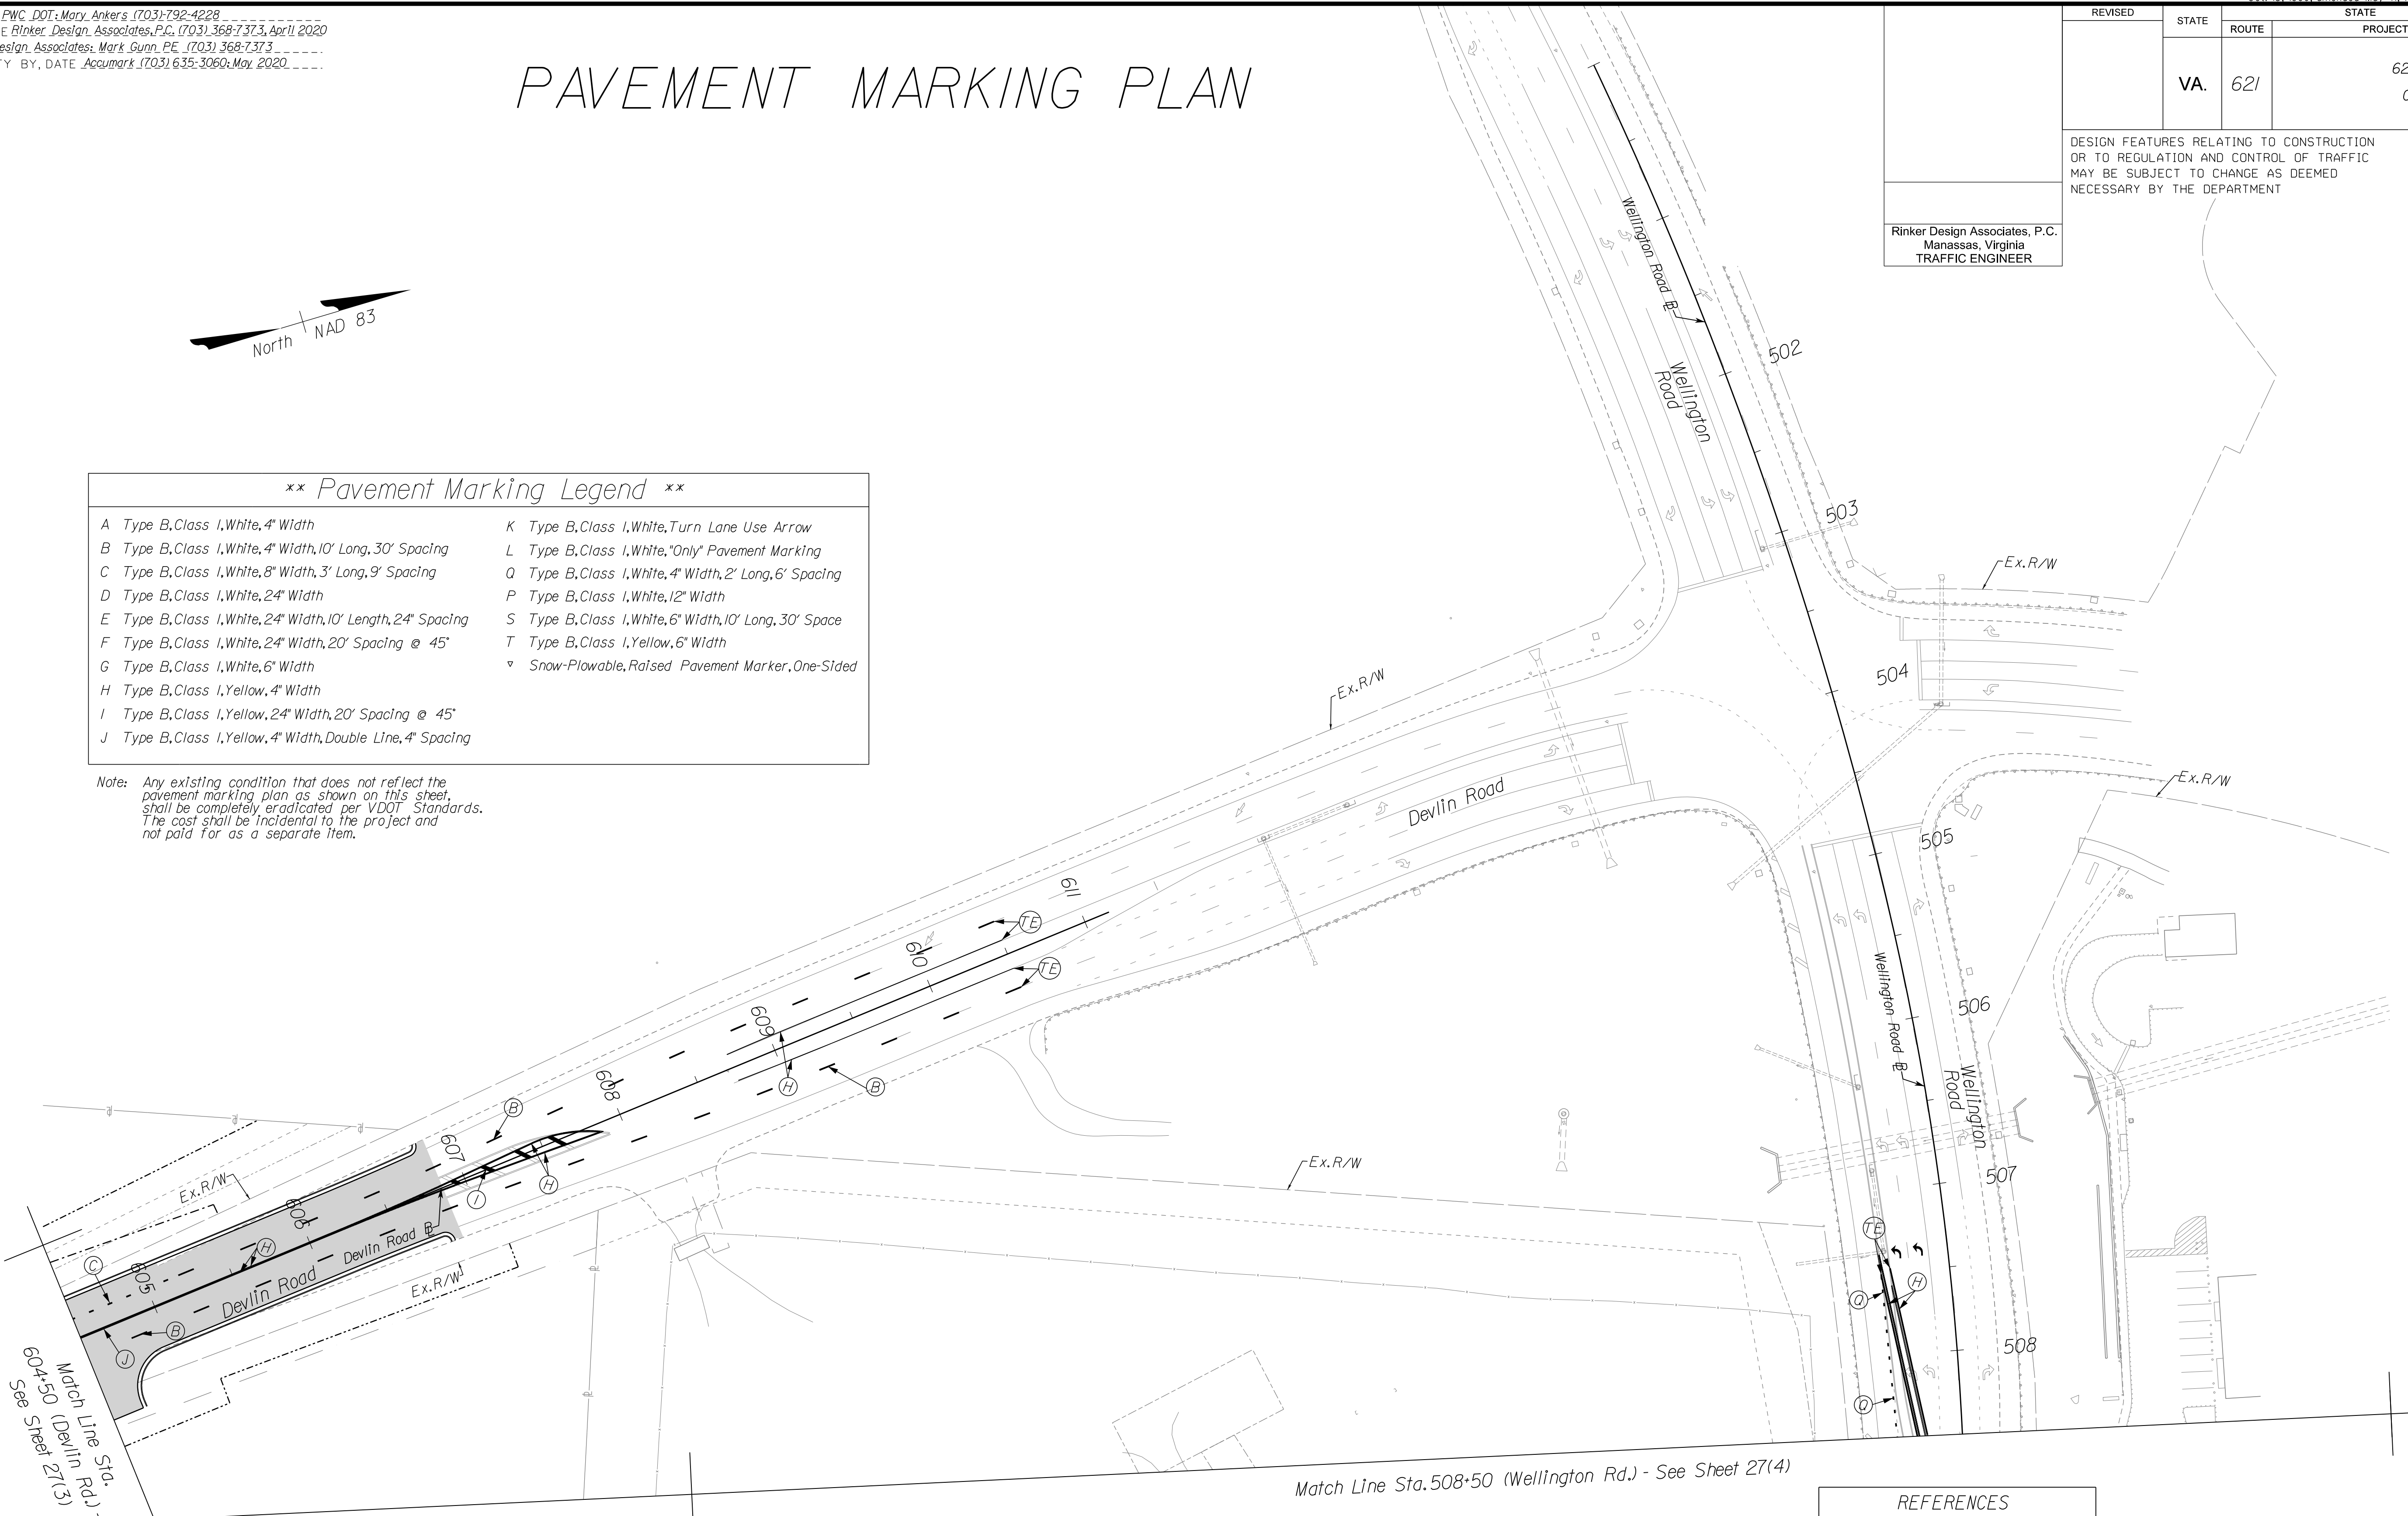 PWC DOT: Mary Ankers (703)-792-4228
E Rinker Design Associates, P.C. (703) 368-7373, April 2020
esign Associates: Mark Gunn PE (703) 368-7373
TY BY, DATE Accumark (703) 635-3060; May 2020
PAVEMENT MARKING PLAN
REVISED
STATE
STATE
ROUTE
PROJECT
VA.
621
62
DESIGN FEATURES RELATING TO CONSTRUCTION
OR TO REGULATION AND CONTROL OF TRAFFIC
MAY BE SUBJECT TO CHANGE AS DEEMED
NECESSARY BY THE DEPARTMENT
Rinker Design Associates, P.C.
Manassas, Virginia
TRAFFIC ENGINEER
North
NAD 83
** Pavement Marking Legend **
A Type B, Class I, White, 4" Width
B Type B, Class I, White, 4" Width, 10' Long, 30' Spacing
C Type B, Class I, White, 8" Width, 3' Long, 9' Spacing
D Type B, Class I, White, 24" Width
E Type B, Class I, White, 24" Width, 10' Length, 24" Spacing
F Type B, Class I, White, 24" Width, 20' Spacing @ 45°
G Type B, Class I, White, 6" Width
H Type B, Class I, Yellow, 4" Width
I Type B, Class I, Yellow, 24" Width, 20' Spacing @ 45°
J Type B, Class I, Yellow, 4" Width, Double Line, 4" Spacing
K Type B, Class I, White, Turn Lane Use Arrow
L Type B, Class I, White, "Only" Pavement Marking
Q Type B, Class I, White, 4" Width, 2' Long, 6' Spacing
P Type B, Class I, White, 12" Width
S Type B, Class I, White, 6" Width, 10' Long, 30' Space
T Type B, Class I, Yellow, 6" Width
▿ Snow-Plowable, Raised Pavement Marker, One-Sided
Note: Any existing condition that does not reflect the
pavement marking plan as shown on this sheet,
shall be completely eradicated per VDOT Standards.
The cost shall be incidental to the project and
not paid for as a separate item.
Wellington Road BL
Wellington
Road
502
503
Ex. R/W
504
Ex. R/W
Ex. R/W
505
Devlin Road
611
TE
610
TE
609
H
B
608
B
607
I
H
Ex. R/W
606
H
Devlin Road BL
Ex. R/W
C
605
Devlin Road
B
J
Ex. R/W
Wellington Road BL
506
Wellington
Road
507
TE
H
Q
508
Q
Match Line Sta.
604+50 (Devlin Rd.) -
See Sheet 27(3)
Match Line Sta. 508+50 (Wellington Rd.) - See Sheet 27(4)
REFERENCES